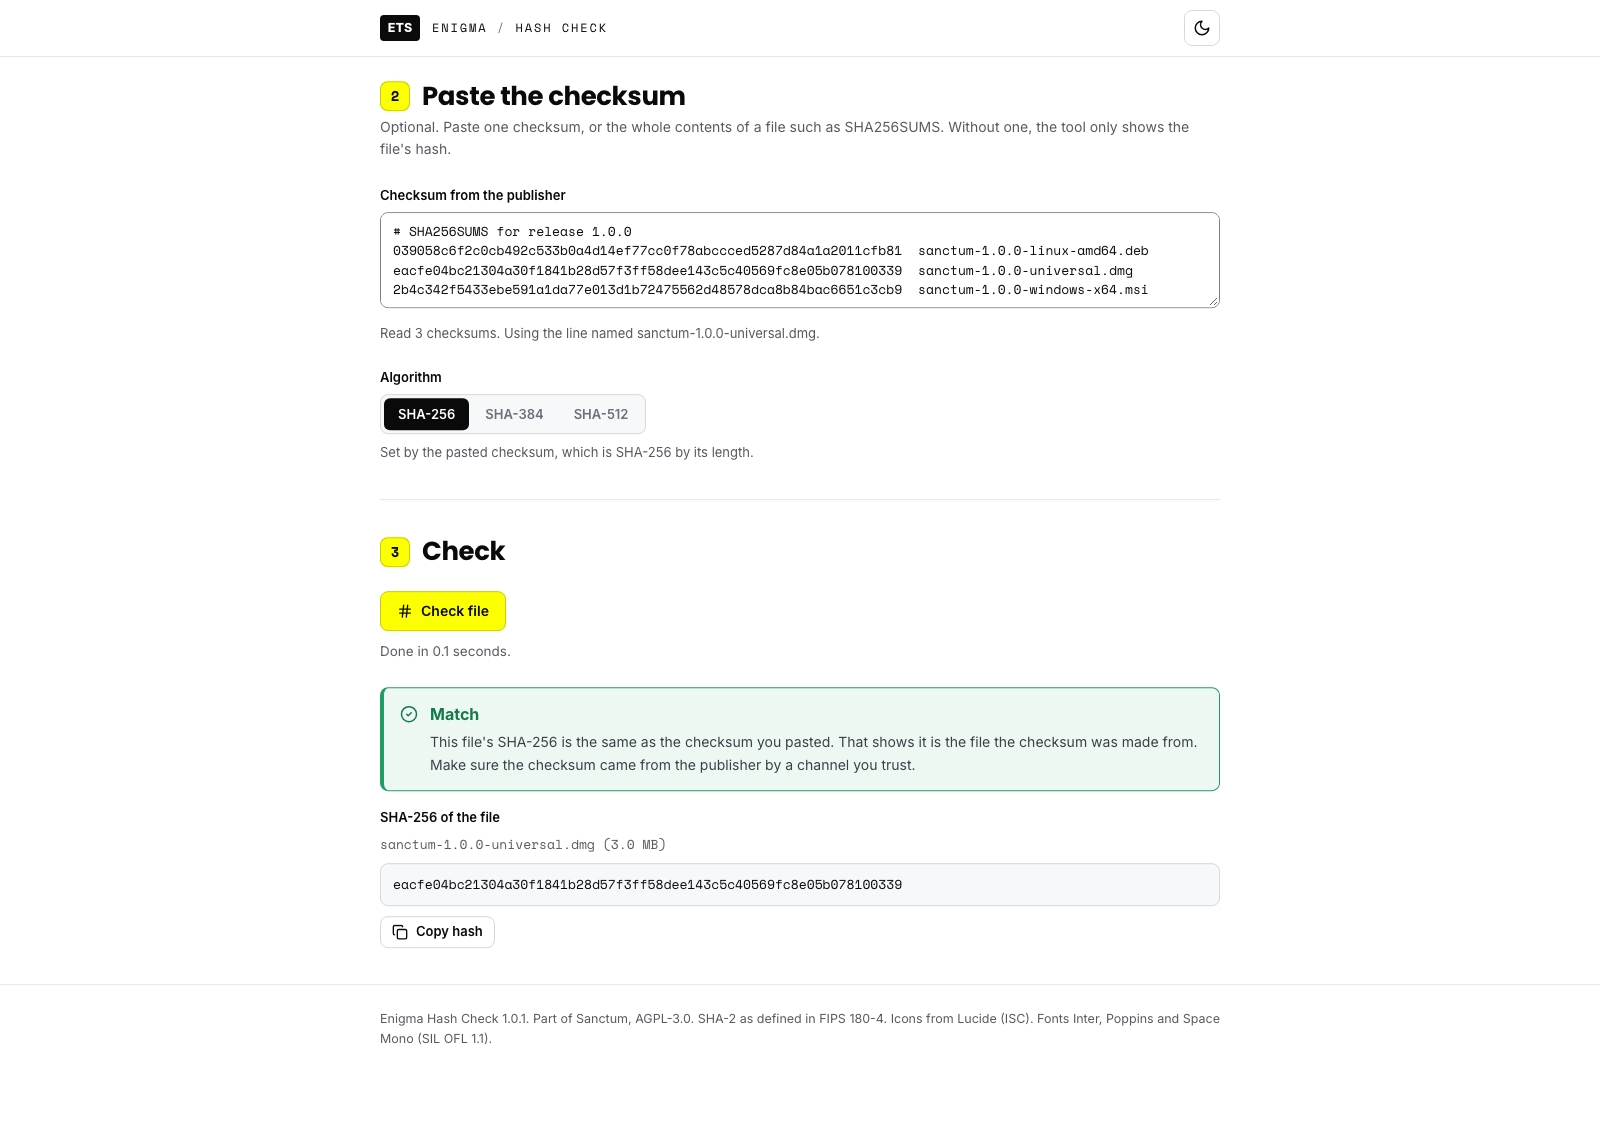 ETS ENIGMA / HASH CHECK
2 Paste the checksum
Optional. Paste one checksum, or the whole contents of a file such as SHA256SUMS. Without one, the tool only shows the
file's hash.
Checksum from the publisher
# SHA256SUMS for release 1.0.0
039058c6f2c0cb492c533b0a4d14ef77cc0f78abccced5287d84a1a2011cfb81  sanctum-1.0.0-linux-amd64.deb
eacfe04bc21304a30f1841b28d57f3ff58dee143c5c40569fc8e05b078100339  sanctum-1.0.0-universal.dmg
2b4c342f5433ebe591a1da77e013d1b72475562d48578dca8b84bac6651c3cb9  sanctum-1.0.0-windows-x64.msi
Read 3 checksums. Using the line named sanctum-1.0.0-universal.dmg.
Algorithm
SHA-256 SHA-384 SHA-512
Set by the pasted checksum, which is SHA-256 by its length.
3 Check
Check file
Done in 0.1 seconds.
Match
This file's SHA-256 is the same as the checksum you pasted. That shows it is the file the checksum was made from.
Make sure the checksum came from the publisher by a channel you trust.
SHA-256 of the file
sanctum-1.0.0-universal.dmg (3.0 MB)
eacfe04bc21304a30f1841b28d57f3ff58dee143c5c40569fc8e05b078100339
Copy hash
Enigma Hash Check 1.0.1. Part of Sanctum, AGPL-3.0. SHA-2 as defined in FIPS 180-4. Icons from Lucide (ISC). Fonts Inter, Poppins and Space
Mono (SIL OFL 1.1).